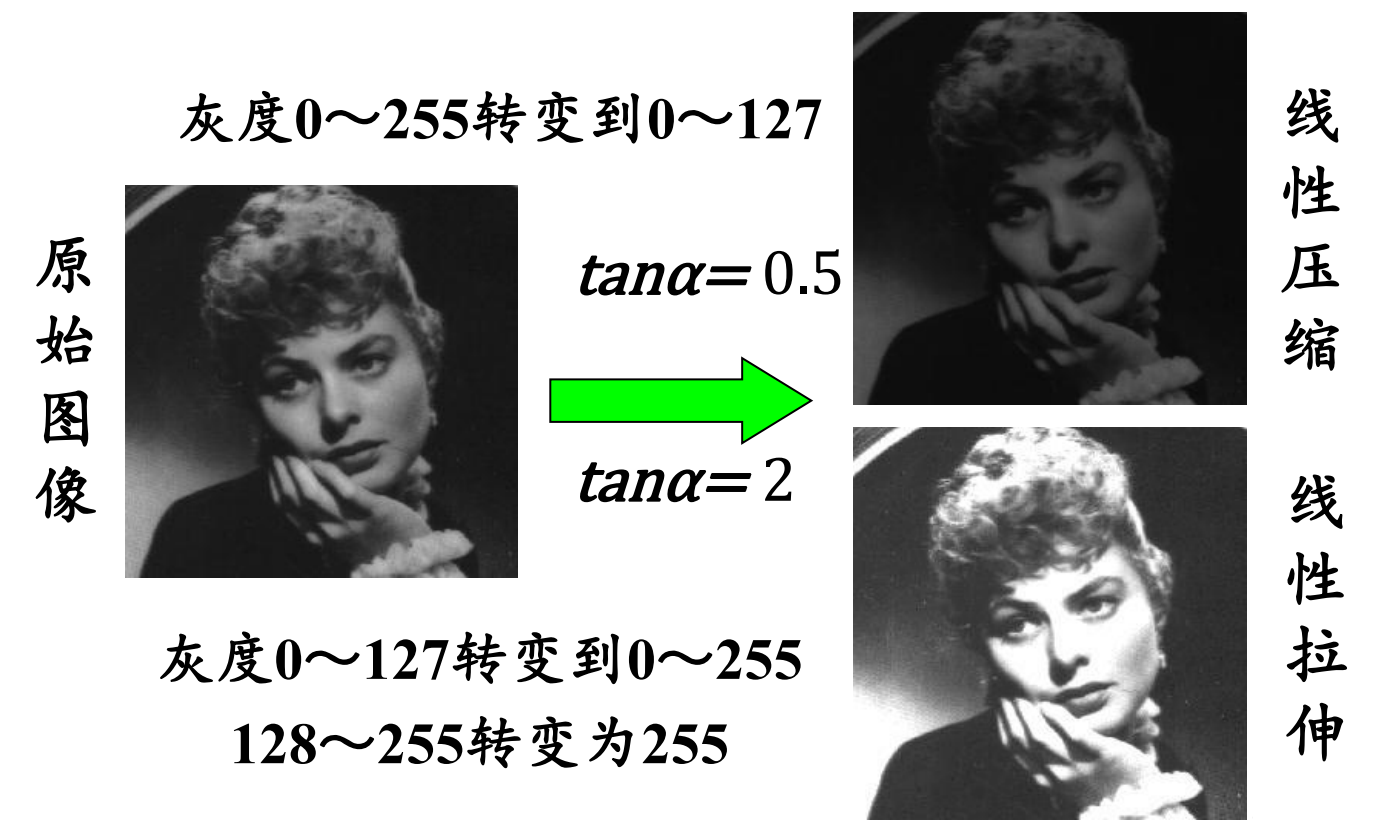 灰度0～255转变到0～127
原始图像
tanα= 0.5
线性压缩
tanα= 2
灰度0～127转变到0～255
128～255转变为255
线性拉伸